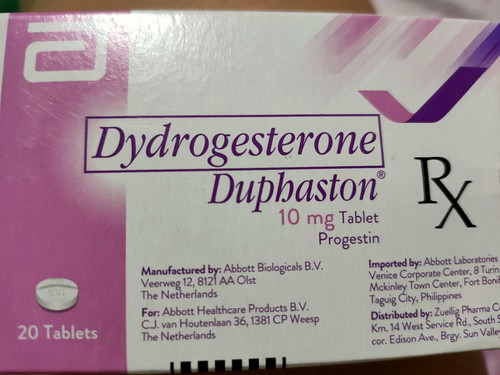 Dydrogesterone
Duphaston®
10 mg Tablet
Progestin
Rx
Manufactured by: Abbott Biologicals B.V.
Veerweg 12, 8121 AA Olst
The Netherlands
For: Abbott Healthcare Products B.V.
C.J. van Houtenlaan 36, 1381 CP Weesp
The Netherlands
20 Tablets
Imported by: Abbott Laboratories
Venice Corporate Center, 8 Turin
Mckinley Town Center, Fort Bonif
Taguig City, Philippines
Distributed by: Zuellig Pharma C
Km. 14 West Service Rd., South S
cor. Edison Ave., Brgy. Sun Valley